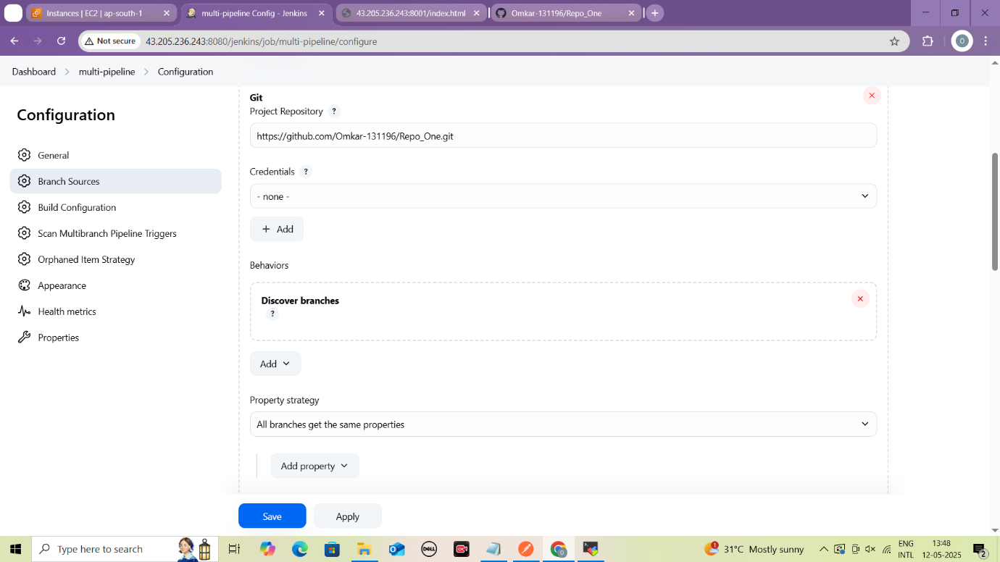 Instances | EC2 | ap-south-1
multi-pipeline Config - Jenkins
43.205.236.243:8001/index.html
Omkar-131196/Repo_One
Not secure
43.205.236.243:8080/jenkins/job/multi-pipeline/configure
O
Dashboard
multi-pipeline
Configuration
Configuration
General
Branch Sources
Build Configuration
Scan Multibranch Pipeline Triggers
Orphaned Item Strategy
Appearance
Health metrics
Properties
Git
Project Repository ?
https://github.com/Omkar-131196/Repo_One.git
Credentials ?
- none -
+ Add
Behaviors
Discover branches
?
Add
Property strategy
All branches get the same properties
Add property
Save
Apply
Type here to search
DELL
1
31°C Mostly sunny
ENG
INTL
13:48
12-05-2025
2